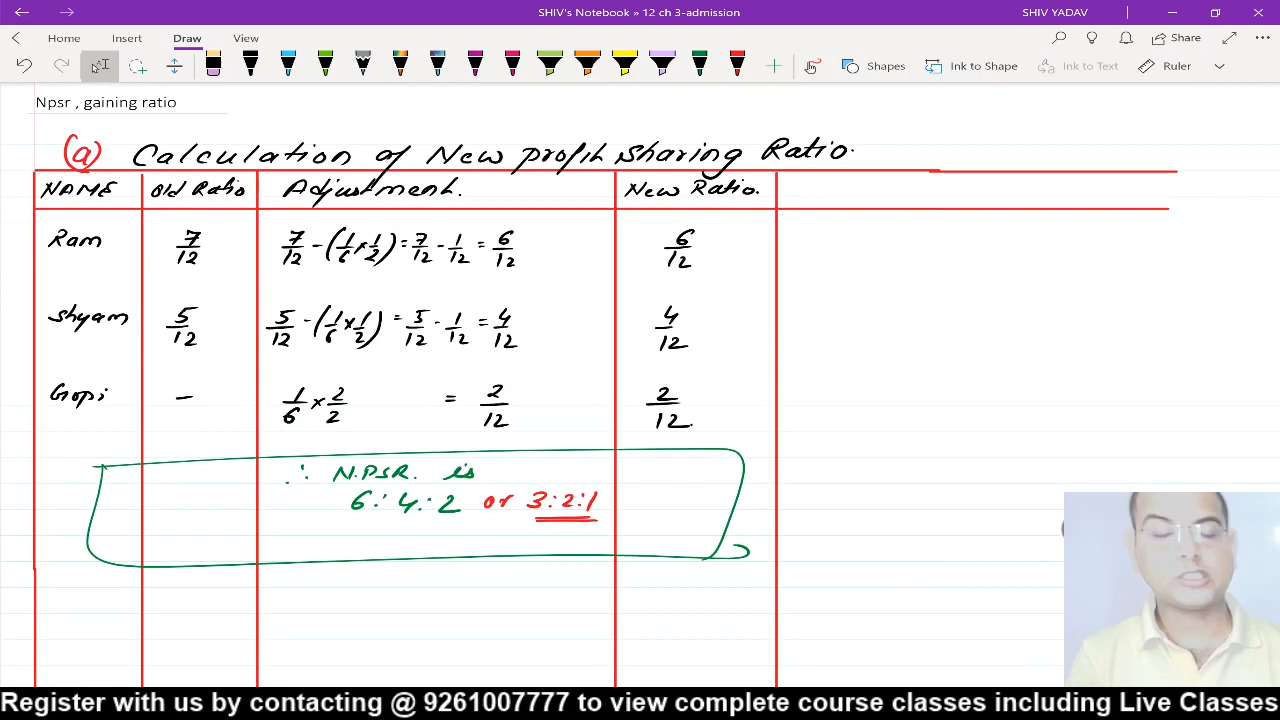 SHIV's Notebook » 12 ch 3-admission
SHIV YADAV
Home Insert Draw View
Share
Shapes Ink to Shape Ink to Text Ruler
Npsr , gaining ratio
(a) Calculation of New profit sharing Ratio.
NAME Old Ratio Adjustment. New Ratio.
Ram 7/12 7/12 - (1/6 x 1/2) = 7/12 - 1/12 = 6/12 6/12
Shyam 5/12 5/12 - (1/6 x 1/2) = 5/12 - 1/12 = 4/12 4/12
Gopi - 1/6 x 2/2 = 2/12 2/12.
∴ N.PSR. is
6:4:2 or 3:2:1
Register with us by contacting @ 9261007777 to view complete course classes including Live Classes